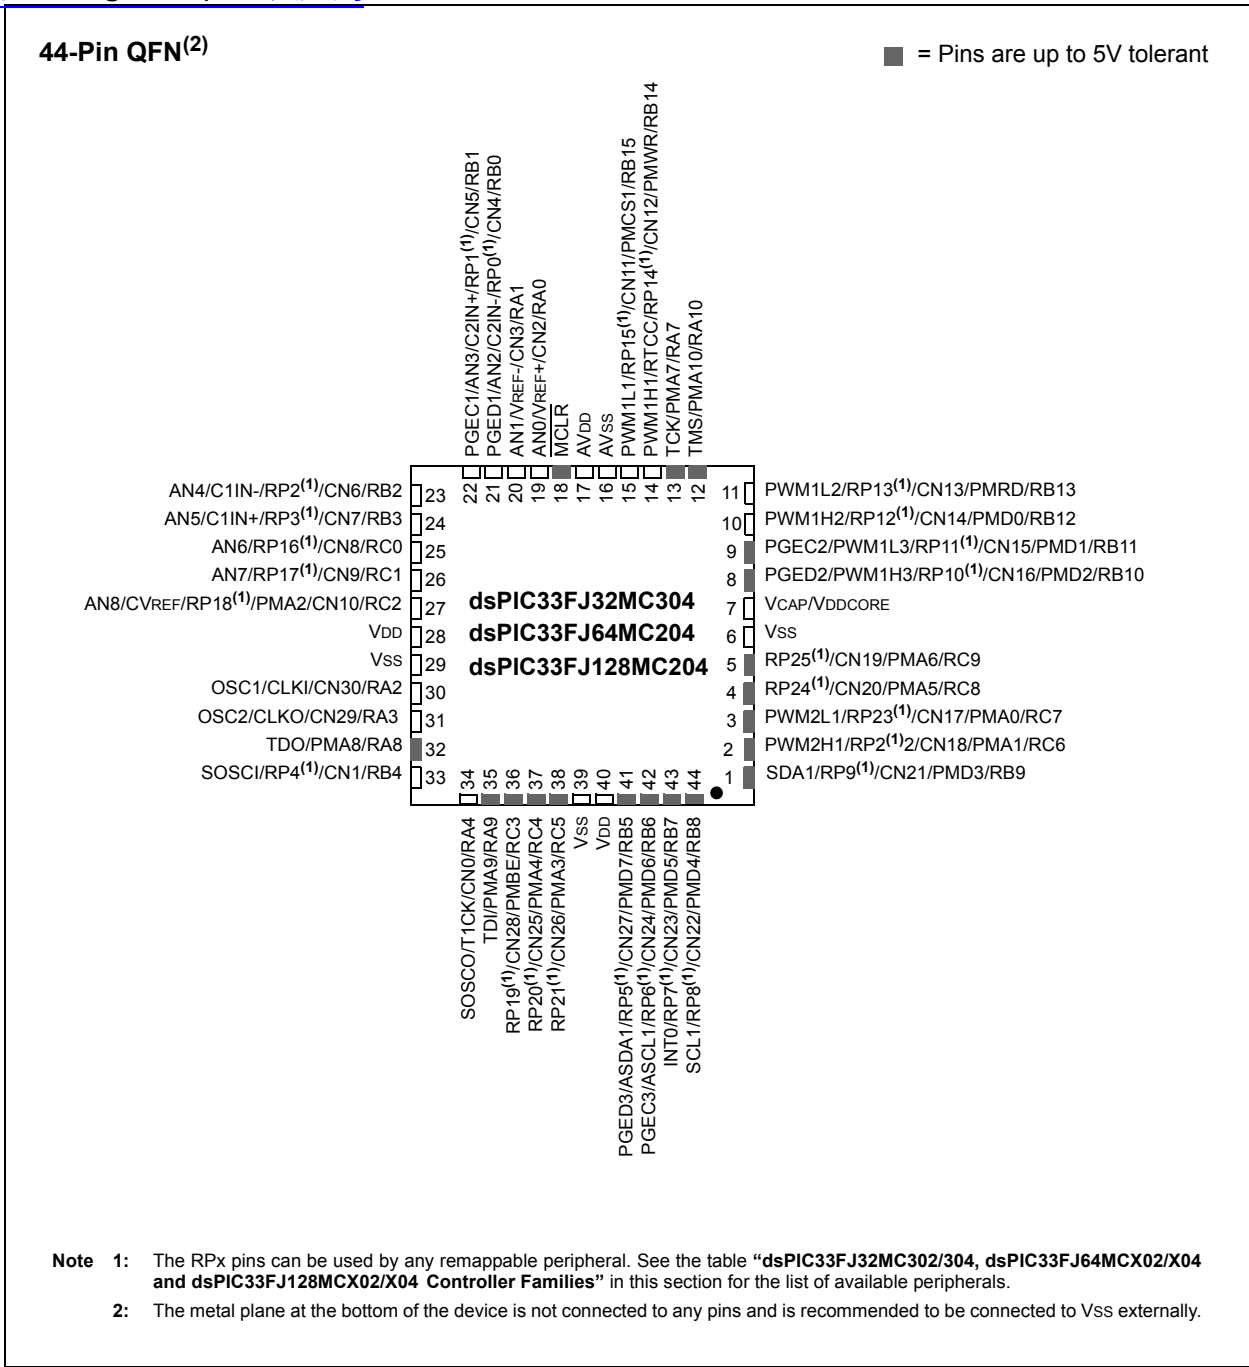 44-Pin QFN(2)
= Pins are up to 5V tolerant
PGEC1/AN3/C2IN+/RP1(1)/CN5/RB1
PGED1/AN2/C2IN-/RP0(1)/CN4/RB0
AN1/VREF-/CN3/RA1
AN0/VREF+/CN2/RA0
MCLR
AVDD
AVSS
PWM1L1/RP15(1)/CN11/PMCS1/RB15
PWM1H1/RTCC/RP14(1)/CN12/PMWR/RB14
TCK/PMA7/RA7
TMS/PMA10/RA10
22 21 20 19 18 17 16 15 14 13 12
AN4/C1IN-/RP2(1)/CN6/RB2 23
AN5/C1IN+/RP3(1)/CN7/RB3 24
AN6/RP16(1)/CN8/RC0 25
AN7/RP17(1)/CN9/RC1 26
AN8/CVREF/RP18(1)/PMA2/CN10/RC2 27
VDD 28
VSS 29
OSC1/CLKI/CN30/RA2 30
OSC2/CLKO/CN29/RA3 31
TDO/PMA8/RA8 32
SOSCI/RP4(1)/CN1/RB4 33
dsPIC33FJ32MC304
dsPIC33FJ64MC204
dsPIC33FJ128MC204
11 PWM1L2/RP13(1)/CN13/PMRD/RB13
10 PWM1H2/RP12(1)/CN14/PMD0/RB12
9 PGEC2/PWM1L3/RP11(1)/CN15/PMD1/RB11
8 PGED2/PWM1H3/RP10(1)/CN16/PMD2/RB10
7 VCAP/VDDCORE
6 VSS
5 RP25(1)/CN19/PMA6/RC9
4 RP24(1)/CN20/PMA5/RC8
3 PWM2L1/RP23(1)/CN17/PMA0/RC7
2 PWM2H1/RP2(1)2/CN18/PMA1/RC6
1 SDA1/RP9(1)/CN21/PMD3/RB9
34 35 36 37 38 39 40 41 42 43 44
SOSCO/T1CK/CN0/RA4
TDI/PMA9/RA9
RP19(1)/CN28/PMBE/RC3
RP20(1)/CN25/PMA4/RC4
RP21(1)/CN26/PMA3/RC5
VSS
VDD
PGED3/ASDA1/RP5(1)/CN27/PMD7/RB5
PGEC3/ASCL1/RP6(1)/CN24/PMD6/RB6
INT0/RP7(1)/CN23/PMD5/RB7
SCL1/RP8(1)/CN22/PMD4/RB8
Note 1: The RPx pins can be used by any remappable peripheral. See the table “dsPIC33FJ32MC302/304, dsPIC33FJ64MCX02/X04
and dsPIC33FJ128MCX02/X04 Controller Families” in this section for the list of available peripherals.
2: The metal plane at the bottom of the device is not connected to any pins and is recommended to be connected to VSS externally.